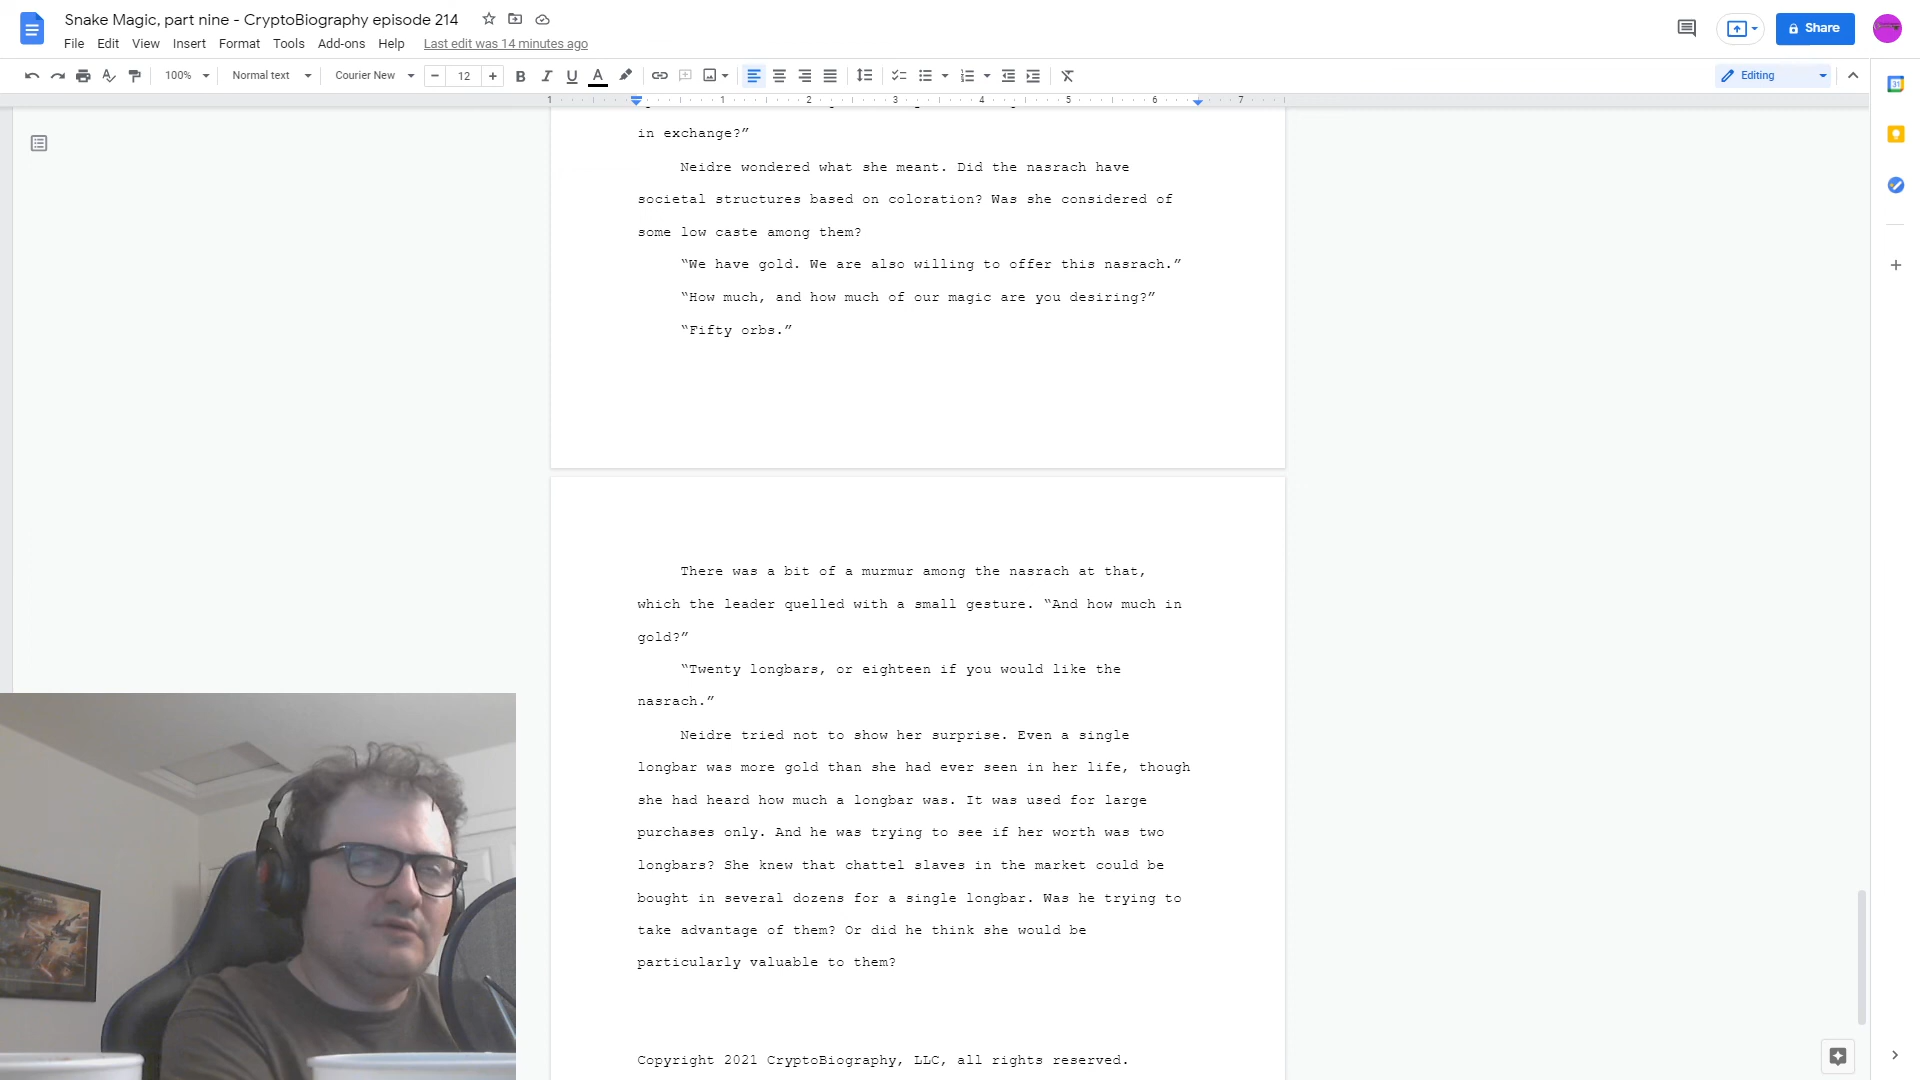 Snake Magic, part nine - CryptoBiography episode 214
File Edit View Insert Format Tools Add-ons Help Last edit was 14 minutes ago
Share
100% Normal text Courier New 12 Editing
1 1 2 3 4 5 6 7
in exchange?”
Neidre wondered what she meant. Did the nasrach have
societal structures based on coloration? Was she considered of
some low caste among them?
“We have gold. We are also willing to offer this nasrach.”
“How much, and how much of our magic are you desiring?”
“Fifty orbs.”
There was a bit of a murmur among the nasrach at that,
which the leader quelled with a small gesture. “And how much in
gold?”
“Twenty longbars, or eighteen if you would like the
nasrach.”
Neidre tried not to show her surprise. Even a single
longbar was more gold than she had ever seen in her life, though
she had heard how much a longbar was. It was used for large
purchases only. And he was trying to see if her worth was two
longbars? She knew that chattel slaves in the market could be
bought in several dozens for a single longbar. Was he trying to
take advantage of them? Or did he think she would be
particularly valuable to them?
Copyright 2021 CryptoBiography, LLC, all rights reserved.